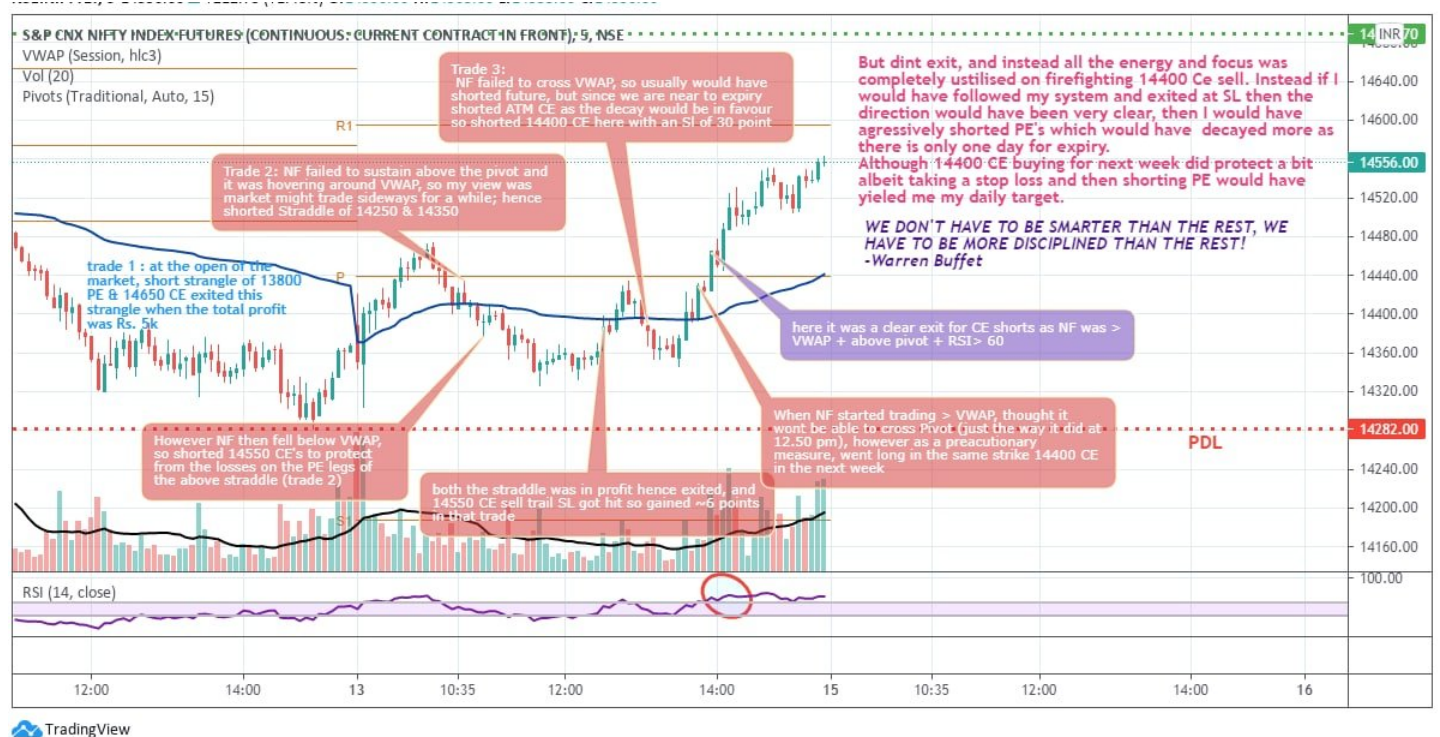 S&P CNX NIFTY INDEX FUTURES (CONTINUOUS: CURRENT CONTRACT IN FRONT), 5, NSE
VWAP (Session, hlc3)
Vol (20)
Pivots (Traditional, Auto, 15)
INR
Trade 3:
NF failed to cross VWAP, so usually would have
shorted future, but since we are near to expiry
shorted ATM CE as the decay would be in favour
so shorted 14400 CE here with an Sl of 30 point
But dint exit, and instead all the energy and focus was
completely ustilised on firefighting 14400 Ce sell. Instead if I
would have followed my system and exited at SL then the
direction would have been very clear, then I would have
agressively shorted PE's which would have decayed more as
there is only one day for expiry.
Although 14400 CE buying for next week did protect a bit
albeit taking a stop loss and then shorting PE would have
yieled me my daily target.
WE DON'T HAVE TO BE SMARTER THAN THE REST, WE
HAVE TO BE MORE DISCIPLINED THAN THE REST!
-Warren Buffet
R1
Trade 2: NF failed to sustain above the pivot and
it was hovering around VWAP, so my view was
market might trade sideways for a while; hence
shorted Straddle of 14250 & 14350
trade 1 : at the open of the
market, short strangle of 13800
PE & 14650 CE exited this
strangle when the total profit
was Rs. 5k
P
here it was a clear exit for CE shorts as NF was >
VWAP + above pivot + RSI> 60
When NF started trading > VWAP, thought it
wont be able to cross Pivot (just the way it did at
12.50 pm), however as a preacutionary
measure, went long in the same strike 14400 CE
in the next week
However NF then fell below VWAP,
so shorted 14550 CE's to protect
from the losses on the PE legs of
the above straddle (trade 2)
both the straddle was in profit hence exited, and
14550 CE sell trail SL got hit so gained ~6 points
in that trade
PDL
S1
14640.00
14600.00
14556.00
14520.00
14480.00
14440.00
14400.00
14360.00
14320.00
14282.00
14240.00
14200.00
14160.00
RSI (14, close)
100.00
12:00 14:00 13 10:35 12:00 14:00 15 10:35 12:00 14:00 16
TradingView